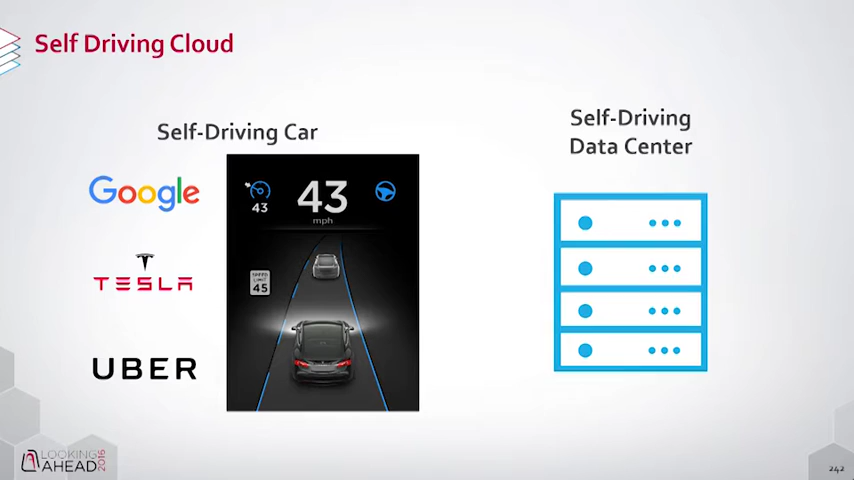 Self Driving Cloud
Self-Driving Car
Self-Driving
Data Center
Google
TESLA
UBER
43
43
mph
SPEED
LIMIT
45
LOOKING
AHEAD 2016
242